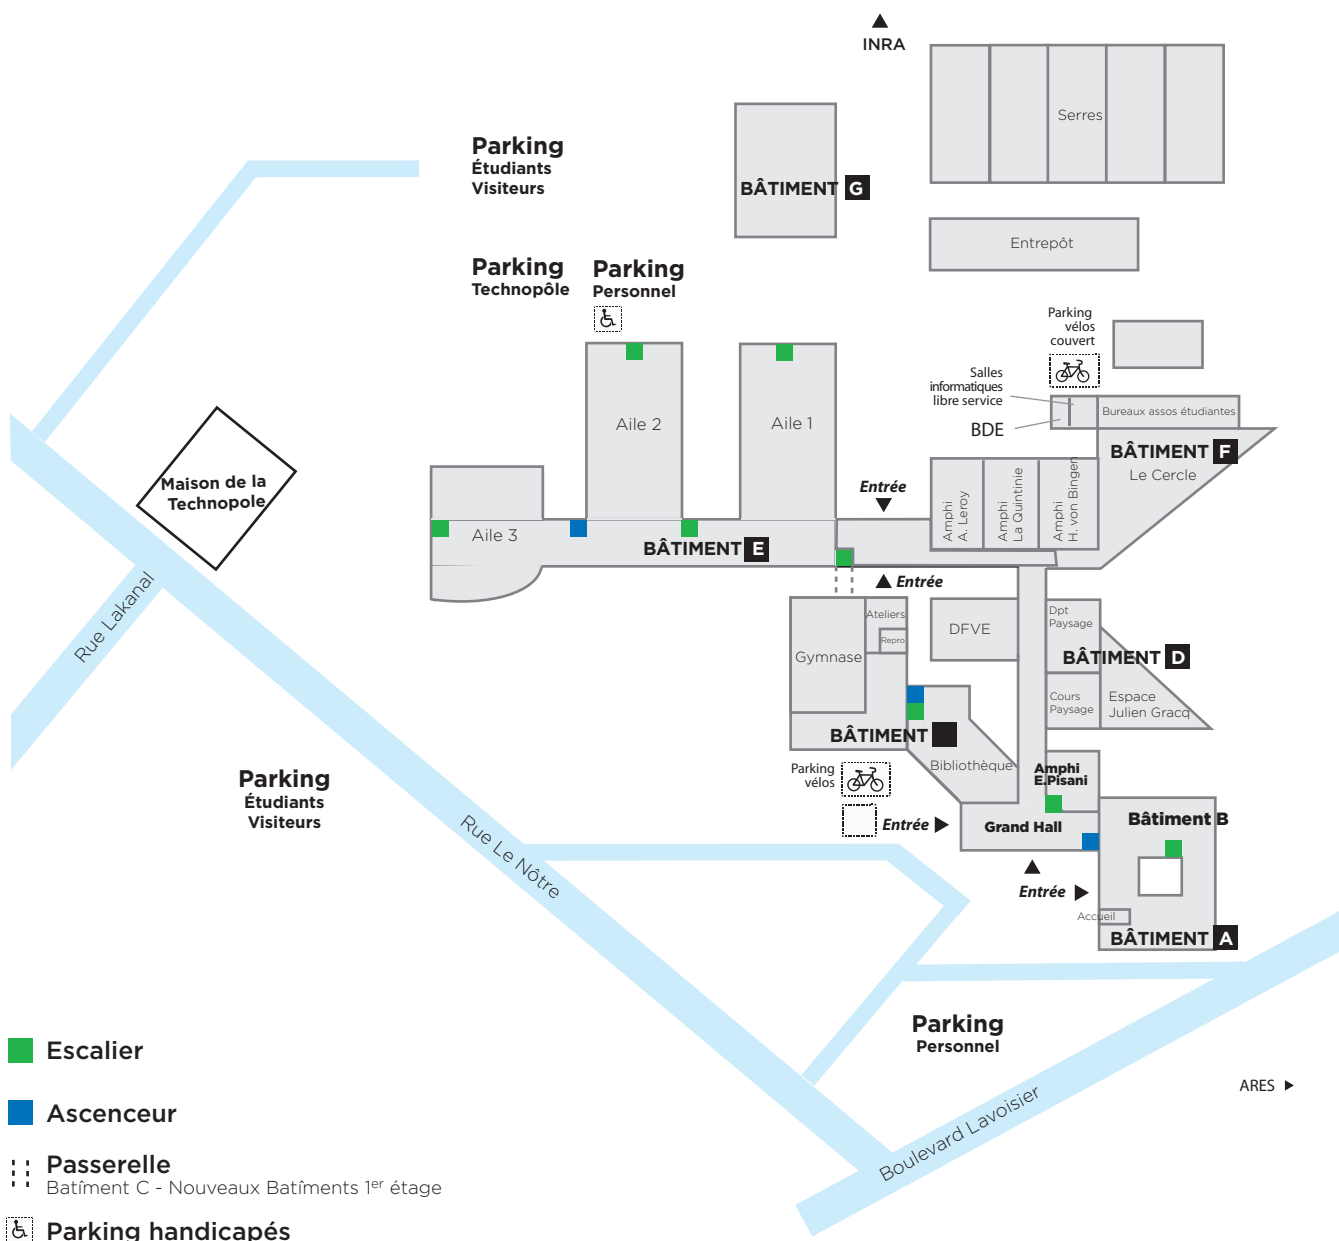 INRA
Serres
Parking
Étudiants
Visiteurs
BÂTIMENT G
Entrepôt
Parking
Technopôle
Parking
Personnel
Parking
vélos
couvert
Salles
informatiques
libre service
BDE
Bureaux assos étudiantes
BÂTIMENT F
Le Cercle
Aile 2
Aile 1
Maison de la
Technopole
Entrée
Amphi
A. Leroy
Amphi
La Quintinie
Amphi
H. von Bingen
Aile 3
BÂTIMENT E
Entrée
Rue Lakanal
Ateliers
Repro
Gymnase
DFVE
Dpt
Paysage
BÂTIMENT D
Cours
Paysage
Espace
Julien Gracq
BÂTIMENT
Bibliothèque
Parking
vélos
Amphi
E.Pisani
Parking
Étudiants
Visiteurs
Rue Le Nôtre
Entrée
Grand Hall
Bâtiment B
Entrée
Accueil
BÂTIMENT A
Parking
Personnel
ARES
Boulevard Lavoisier
Escalier
Ascenceur
Passerelle
Batîment C - Nouveaux Batîments 1er étage
Parking handicapés